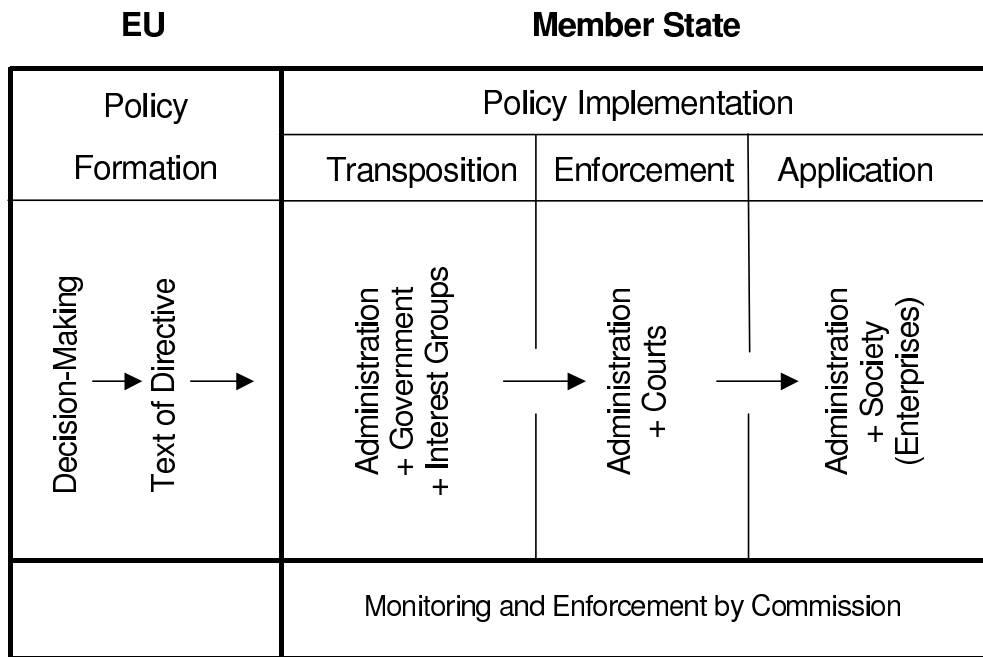 EU
Member State
Policy
Formation
Policy Implementation
Transposition
Enforcement
Application
Decision-Making
Text of Directive
Administration
+ Government
+ Interest Groups
Administration
+ Courts
Administration
+ Society
(Enterprises)
Monitoring and Enforcement by Commission